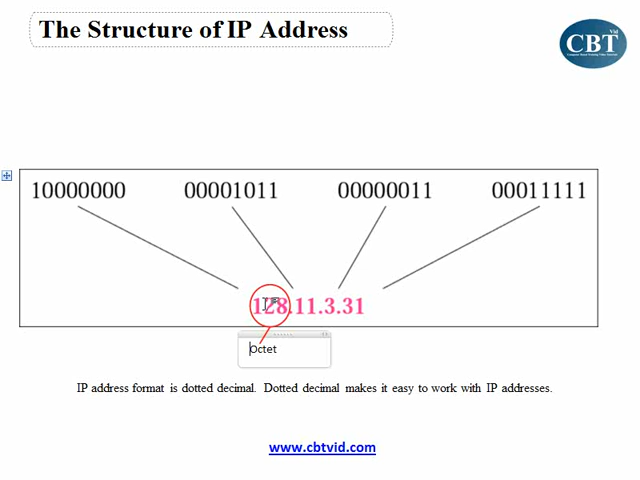 The Structure of IP Address
CBT Vid
10000000 00001011 00000011 00011111
128.11.3.31
Octet
IP address format is dotted decimal. Dotted decimal makes it easy to work with IP addresses.
www.cbtvid.com